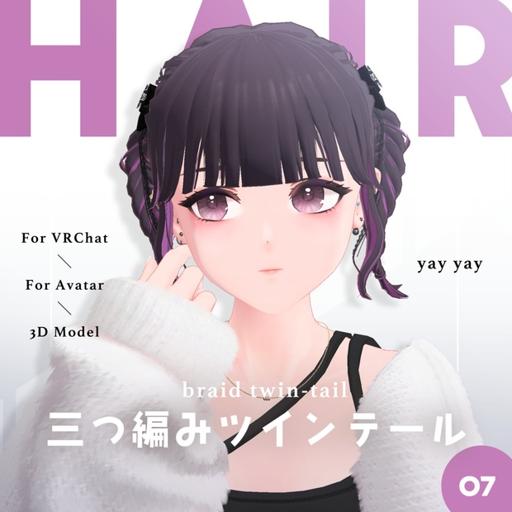 HAIR
For VRChat
\
For Avatar
\
3D Model
yay yay
braid twin-tail
三つ編みツインテール
07